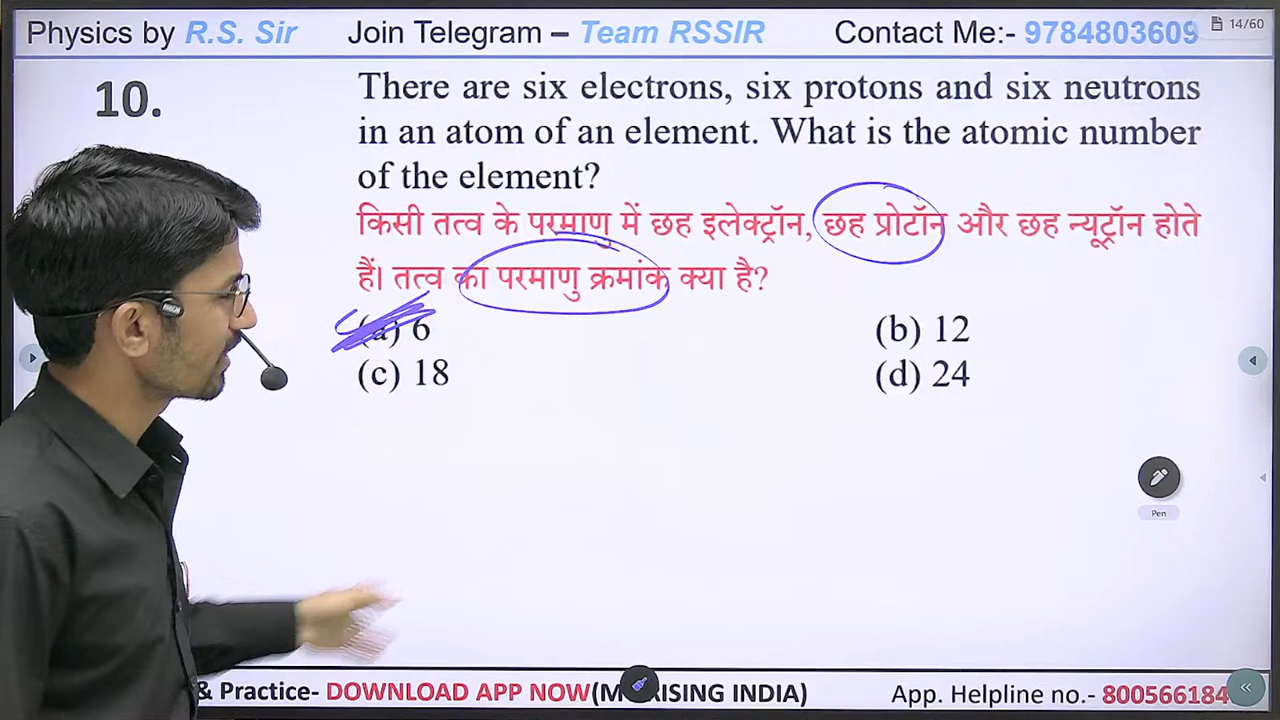 Physics by R.S. Sir Join Telegram – Team RSSIR Contact Me:- 9784803609 14/60
10. There are six electrons, six protons and six neutrons
in an atom of an element. What is the atomic number
of the element?
किसी तत्व के परमाणु में छह इलेक्ट्रॉन, छह प्रोटॉन और छह न्यूट्रॉन होते
हैं। तत्व का परमाणु क्रमांक क्या है?
(a) 6 (b) 12
(c) 18 (d) 24
Pen
& Practice- DOWNLOAD APP NOW RISING INDIA) App. Helpline no.- 800566184